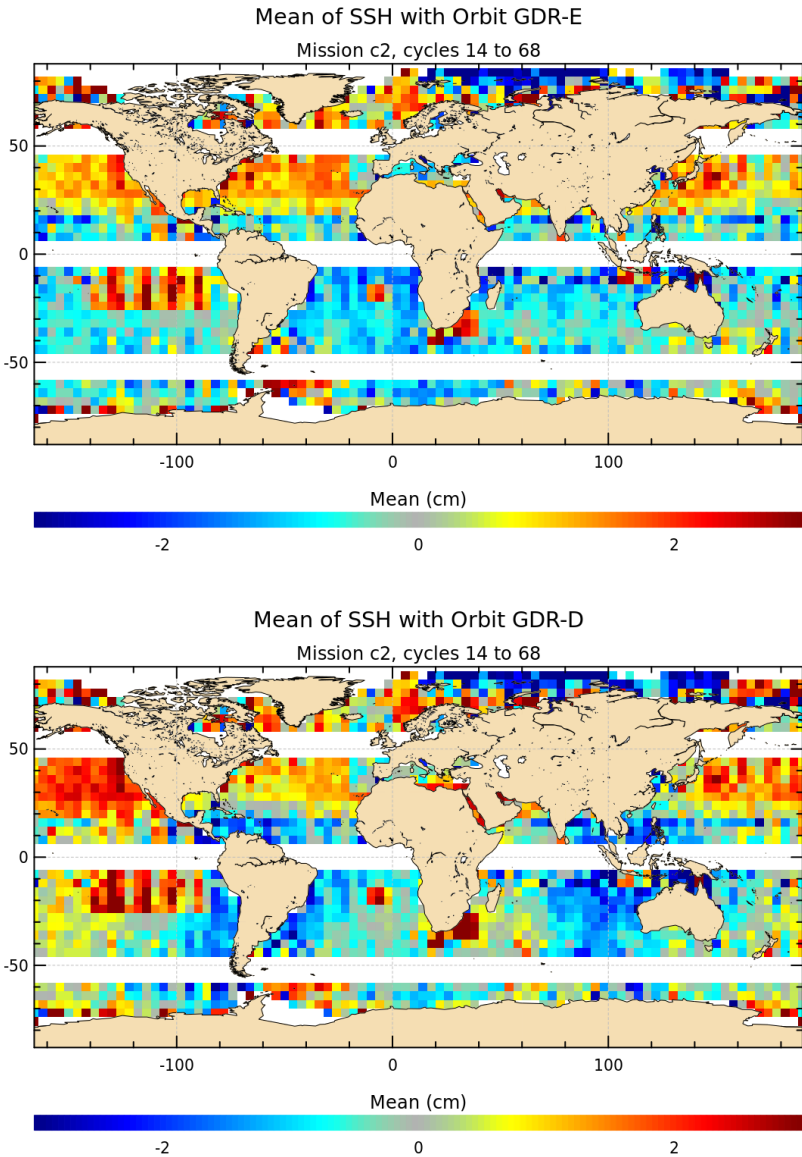 Mean of SSH with Orbit GDR-E
Mission c2, cycles 14 to 68
50
0
-50
-100 0 100
Mean (cm)
-2 0 2
Mean of SSH with Orbit GDR-D
Mission c2, cycles 14 to 68
50
0
-50
-100 0 100
Mean (cm)
-2 0 2